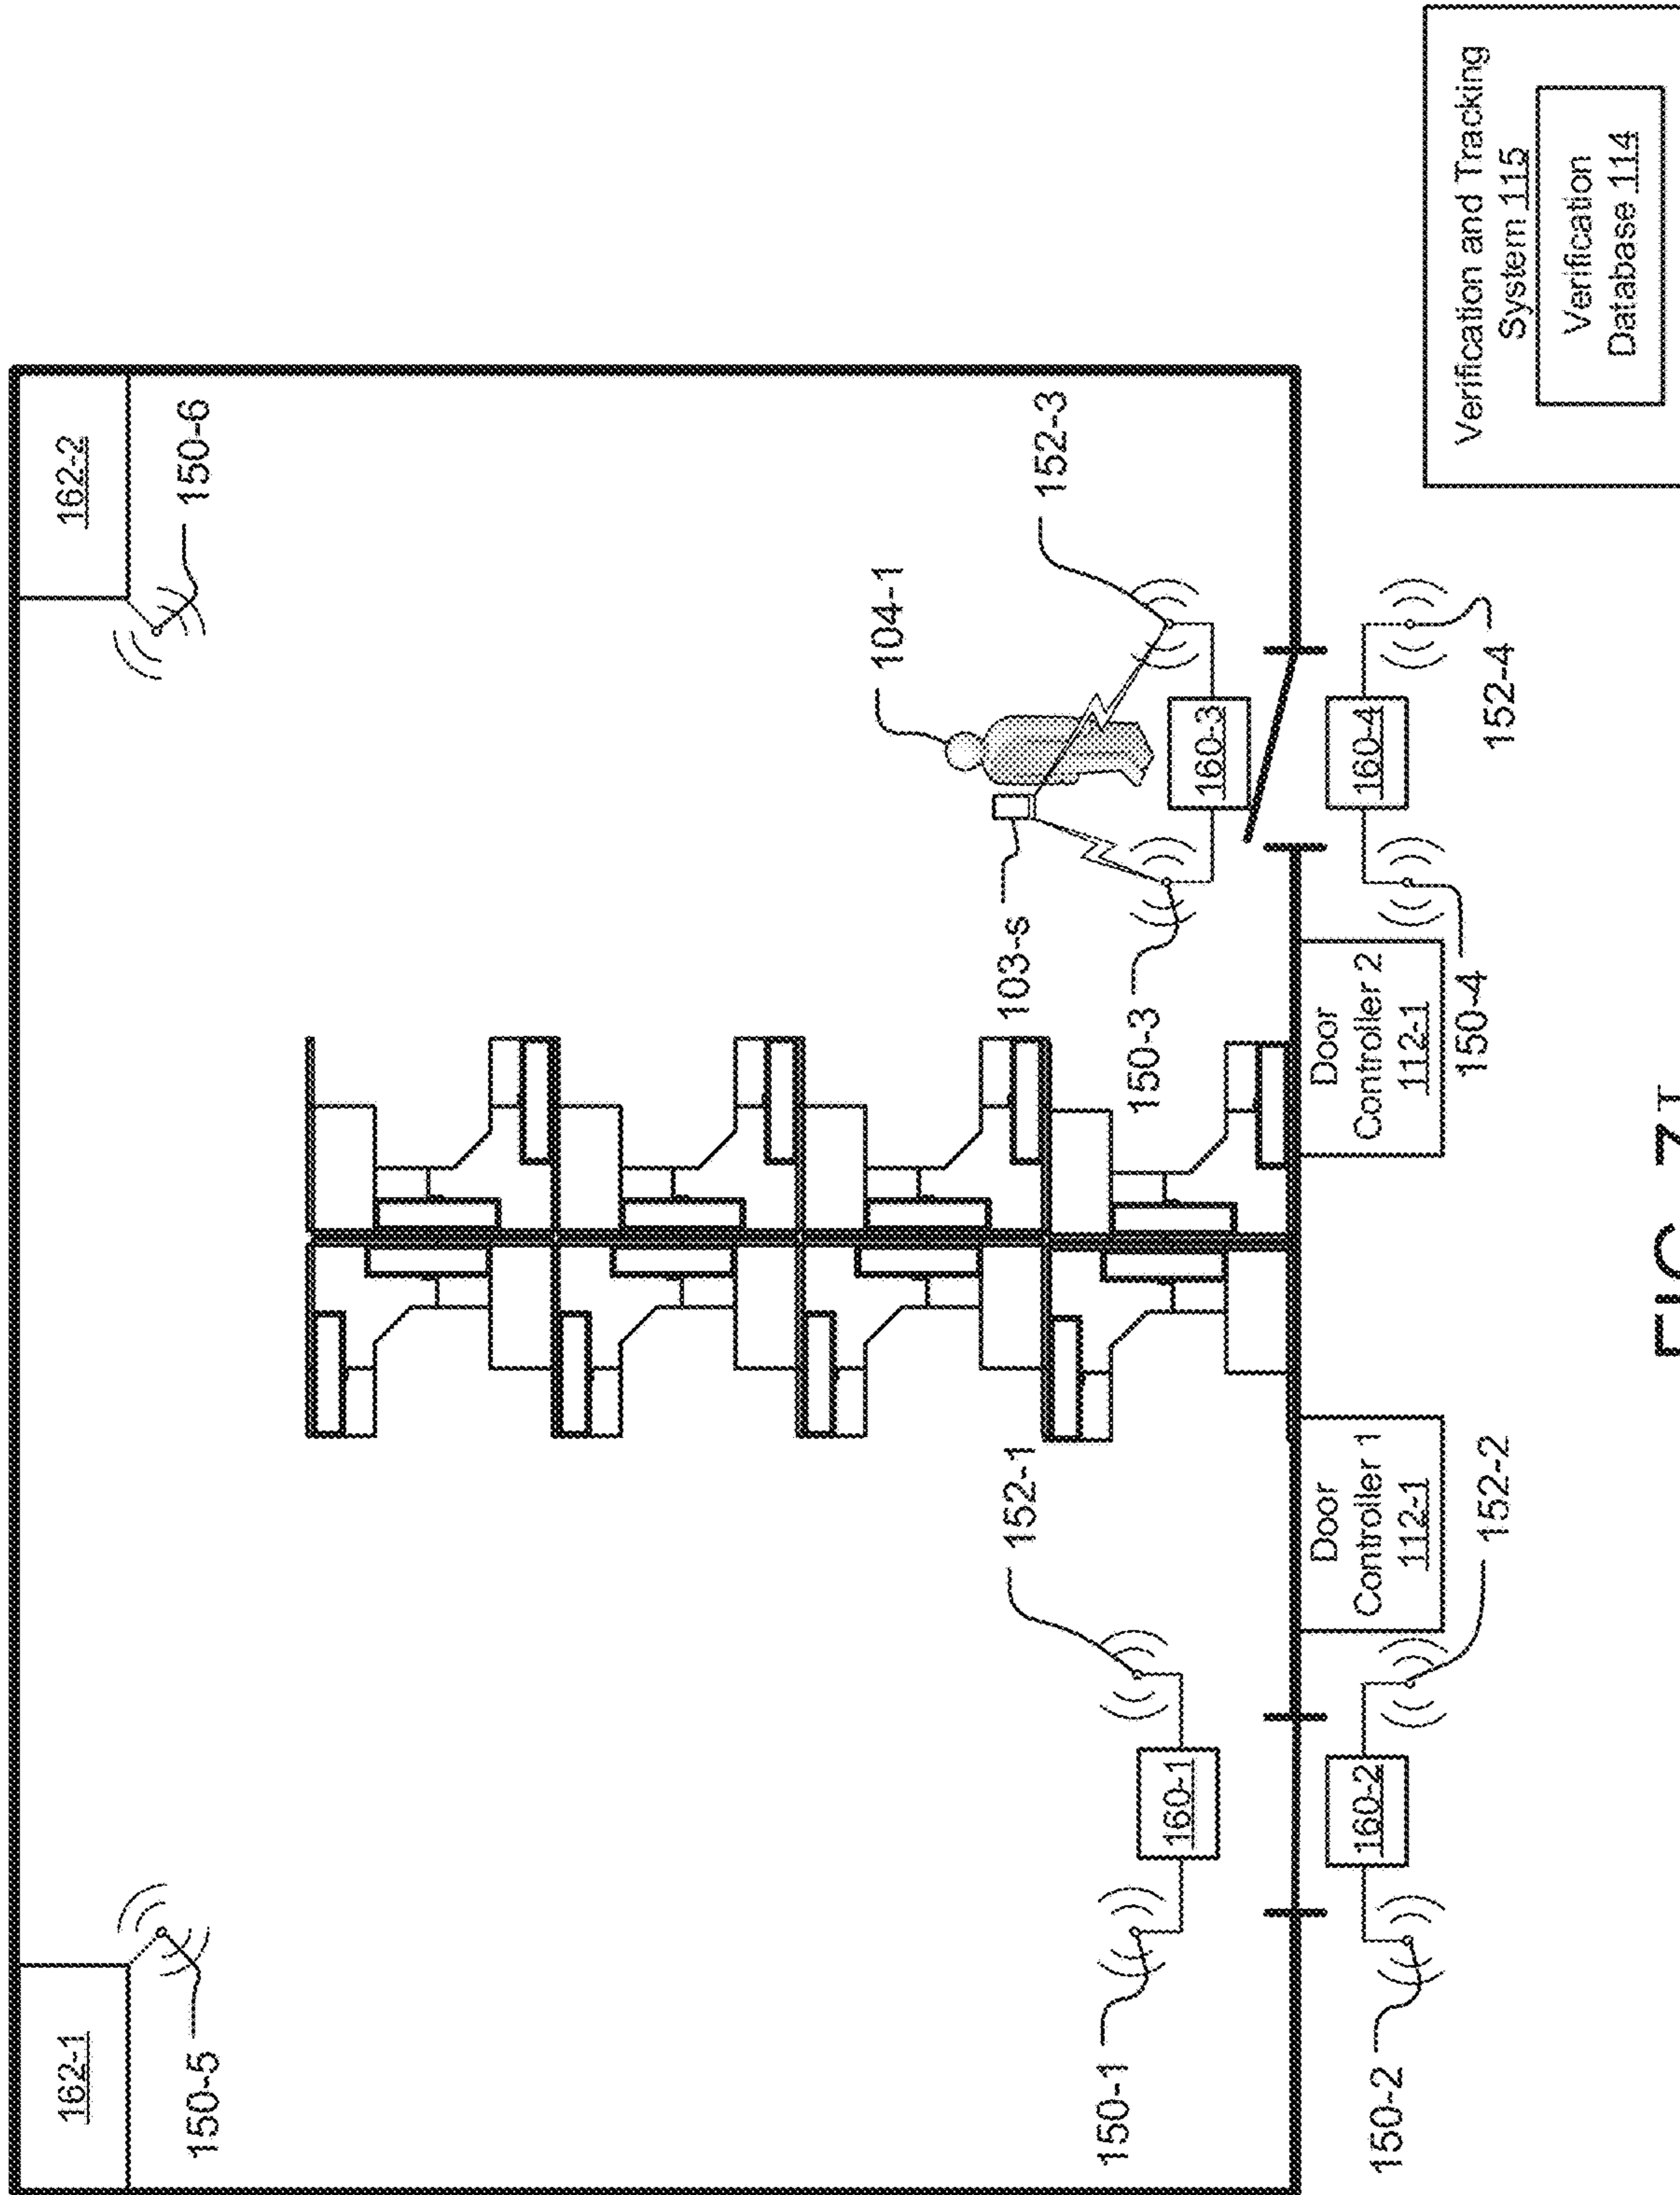 162-1
162-2
150-5
150-6
104-1
103-s
152-3
152-1
150-1
160-1
150-3
160-3
160-2
Door
Controller 1
112-1
Door
Controller 2
112-1
160-4
150-2
152-2
150-4
152-4
Verification and Tracking
System 115
Verification
Database 114